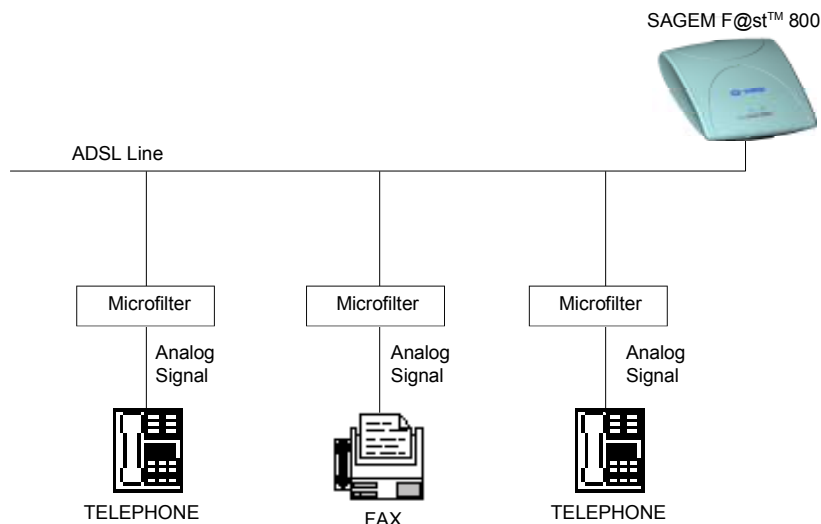 SAGEM F@st™ 800
ADSL Line
Microfilter
Microfilter
Microfilter
Analog
Signal
Analog
Signal
Analog
Signal
TELEPHONE
FAX
TELEPHONE